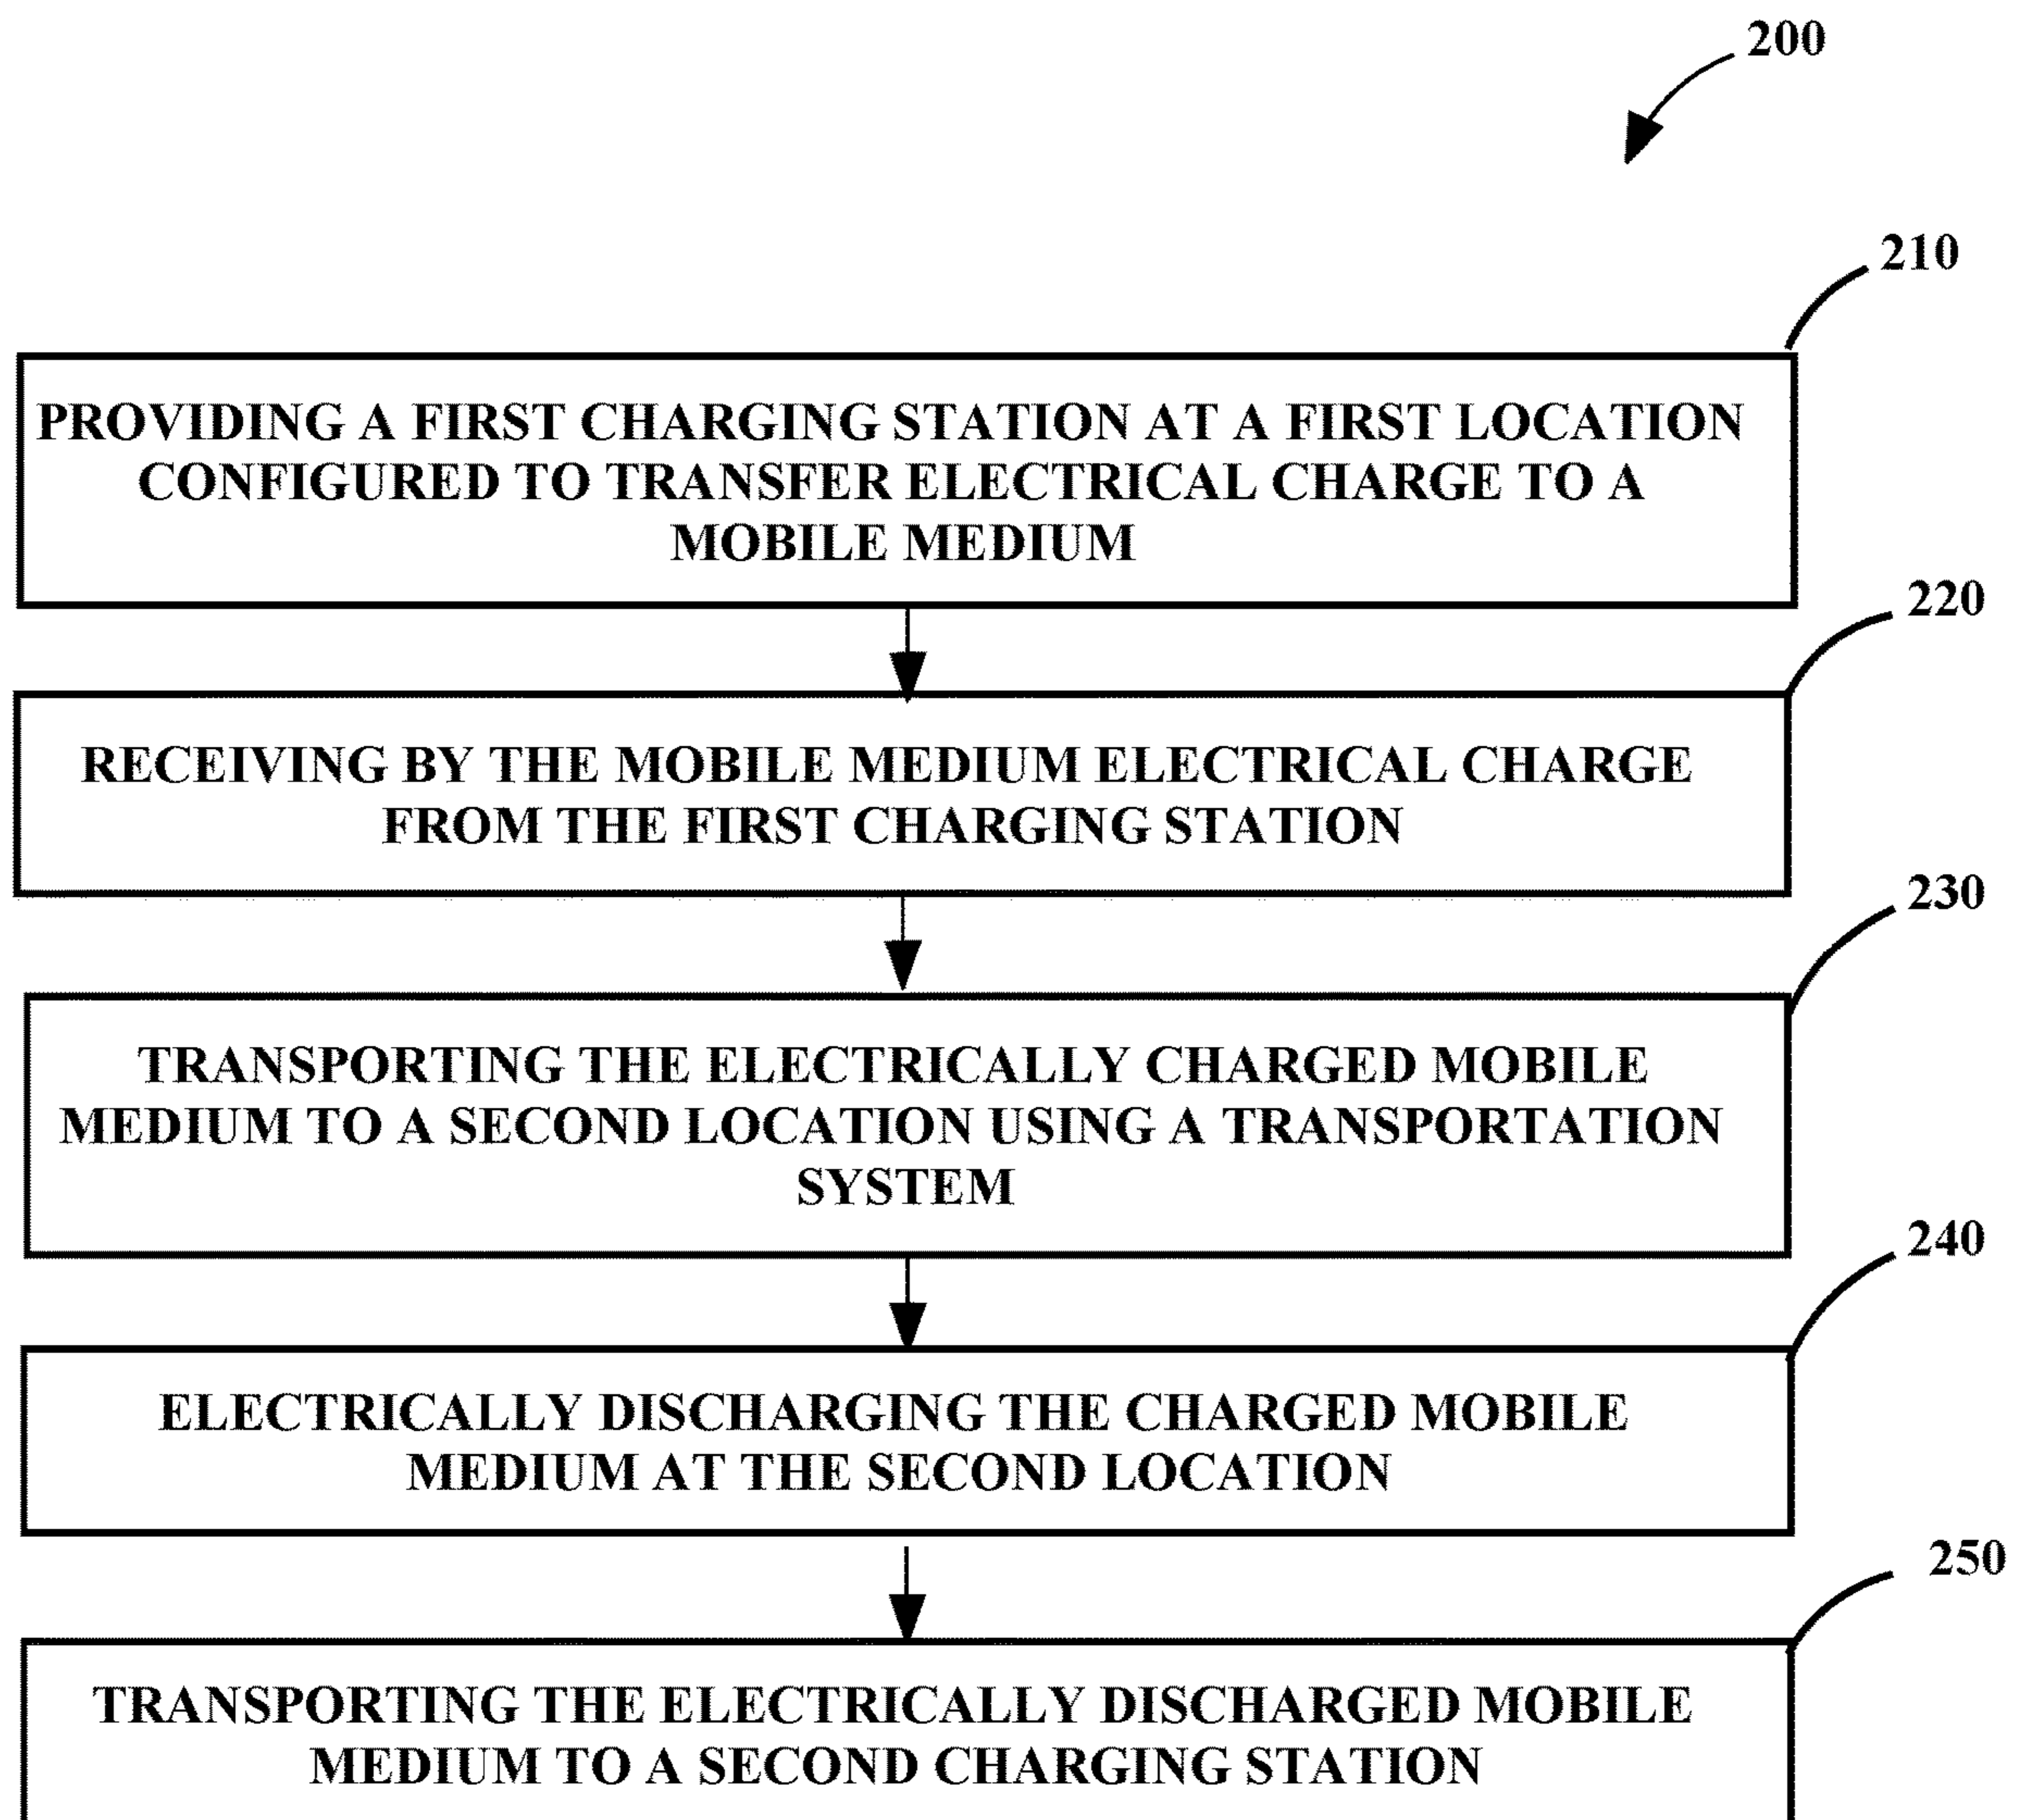 200
210
PROVIDING A FIRST CHARGING STATION AT A FIRST LOCATION
CONFIGURED TO TRANSFER ELECTRICAL CHARGE TO A
MOBILE MEDIUM
220
RECEIVING BY THE MOBILE MEDIUM ELECTRICAL CHARGE
FROM THE FIRST CHARGING STATION
230
TRANSPORTING THE ELECTRICALLY CHARGED MOBILE
MEDIUM TO A SECOND LOCATION USING A TRANSPORTATION
SYSTEM
240
ELECTRICALLY DISCHARGING THE CHARGED MOBILE
MEDIUM AT THE SECOND LOCATION
250
TRANSPORTING THE ELECTRICALLY DISCHARGED MOBILE
MEDIUM TO A SECOND CHARGING STATION